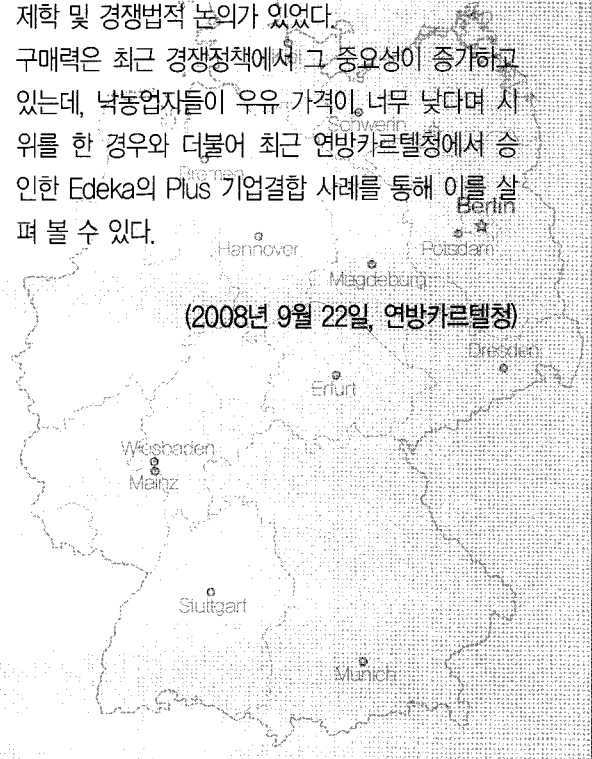 제학 및 경쟁법적 논의가 있었다.
구매력은 최근 경쟁정책에서 그 중요성이 증가하고
있는데, 낙농업자들이 우유 가격이 너무 낮다며 시
위를 한 경우와 더불어 최근 연방카르텔청에서 승
인한 Edeka의 Plus 기업결합 사례를 통해 이를 살
펴 볼 수 있다.
(2008년 9월 22일, 연방카르텔청)
Schwerin
Bremen
Berlin
Hannover
Potsdam
Magdeburg
Dresden
Erfurt
Wiesbaden
Mainz
Stuttgart
Munich